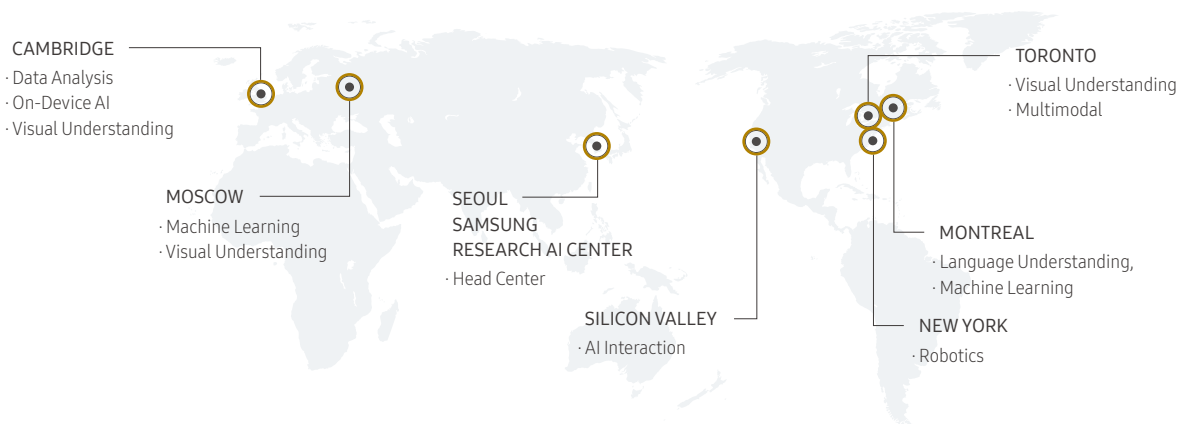 CAMBRIDGE
· Data Analysis
· On-Device AI
· Visual Understanding
MOSCOW
· Machine Learning
· Visual Understanding
SEOUL
SAMSUNG
RESEARCH AI CENTER
· Head Center
SILICON VALLEY
· AI Interaction
TORONTO
· Visual Understanding
· Multimodal
MONTREAL
· Language Understanding,
· Machine Learning
NEW YORK
· Robotics